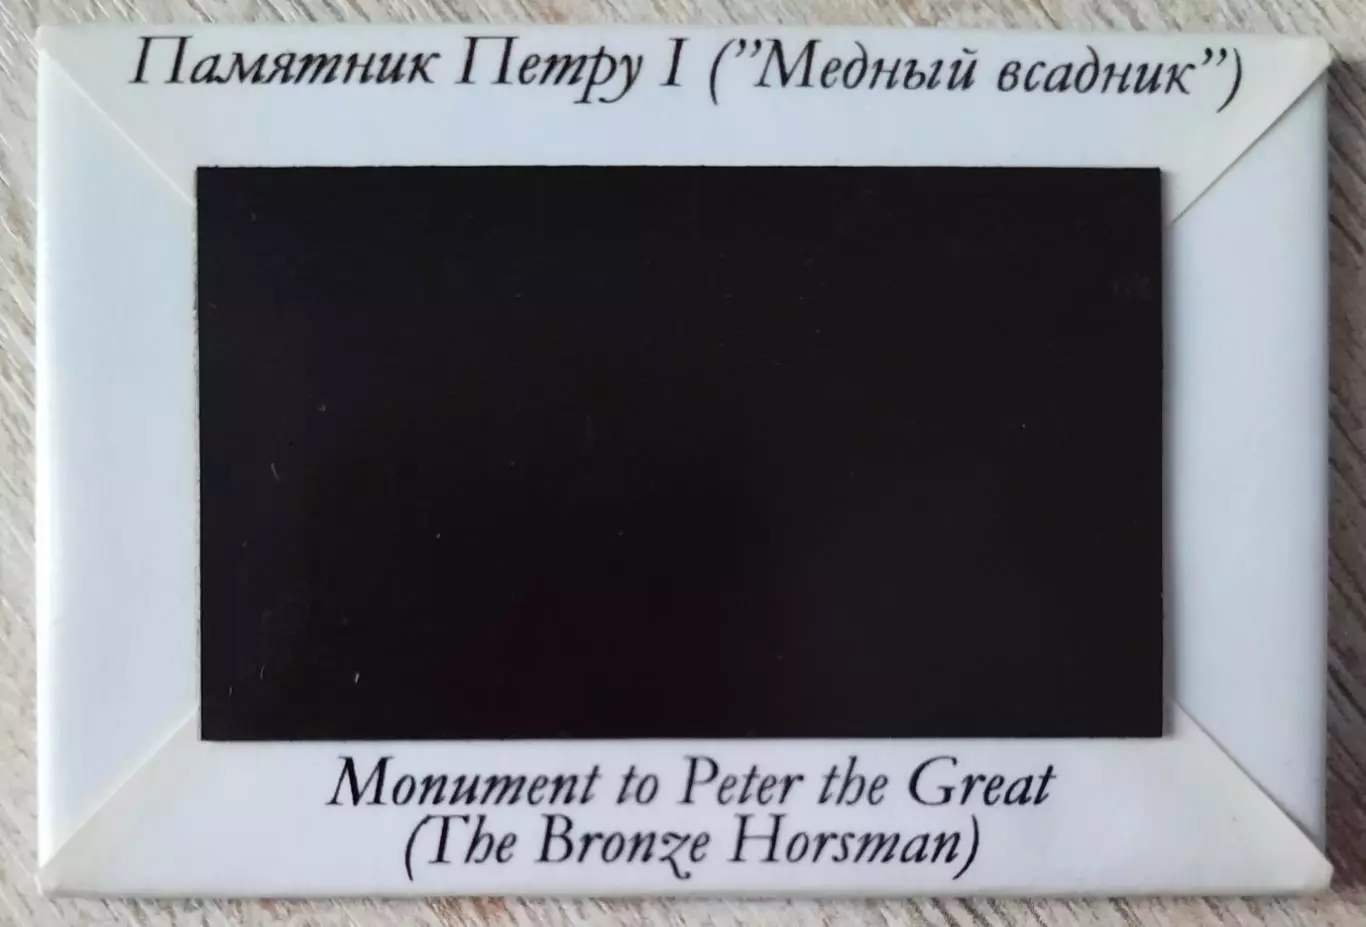 Памятник Петру I ("Медный всадник")
Monument to Peter the Great
(The Bronze Horsman)